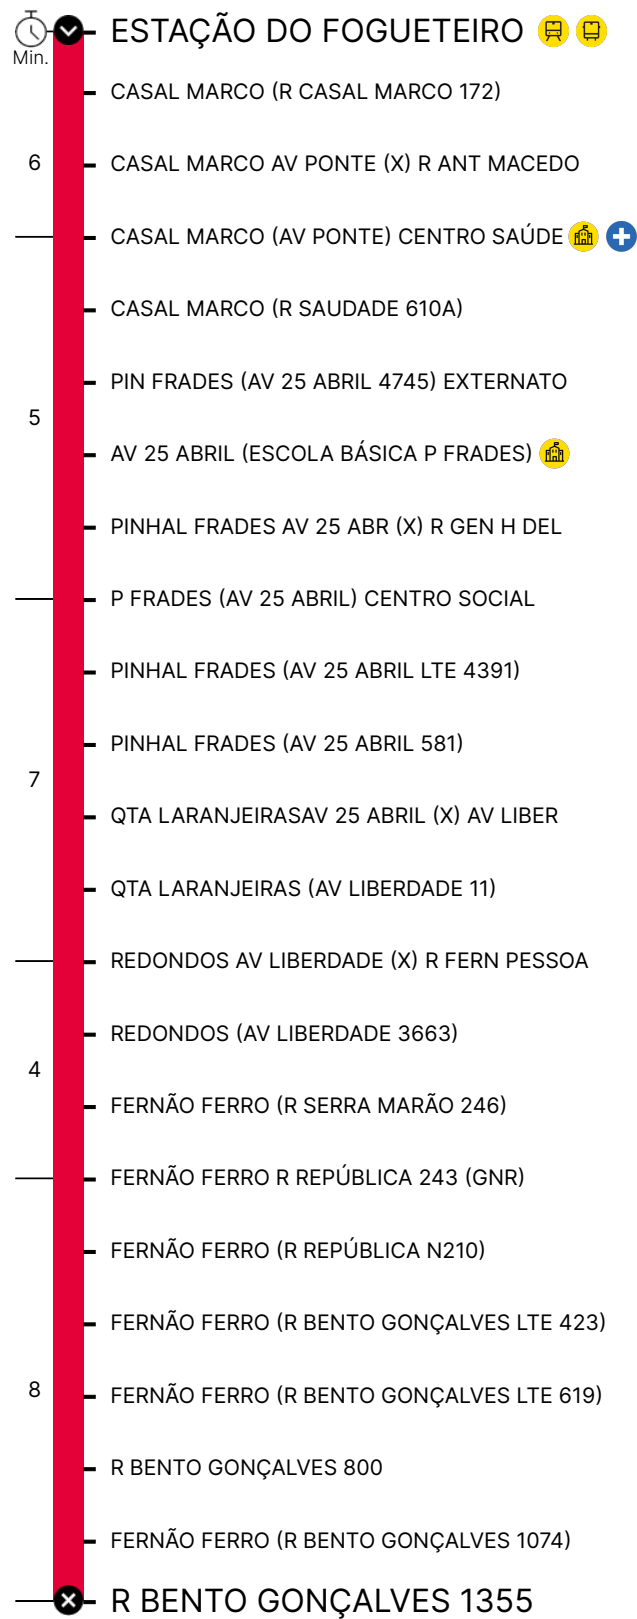 ESTAÇÃO DO FOGUETEIRO
Min.
CASAL MARCO (R CASAL MARCO 172)
6
CASAL MARCO AV PONTE (X) R ANT MACEDO
CASAL MARCO (AV PONTE) CENTRO SAÚDE
CASAL MARCO (R SAUDADE 610A)
PIN FRADES (AV 25 ABRIL 4745) EXTERNATO
5
AV 25 ABRIL (ESCOLA BÁSICA P FRADES)
PINHAL FRADES AV 25 ABR (X) R GEN H DEL
P FRADES (AV 25 ABRIL) CENTRO SOCIAL
PINHAL FRADES (AV 25 ABRIL LTE 4391)
PINHAL FRADES (AV 25 ABRIL 581)
7
QTA LARANJEIRASAV 25 ABRIL (X) AV LIBER
QTA LARANJEIRAS (AV LIBERDADE 11)
REDONDOS AV LIBERDADE (X) R FERN PESSOA
REDONDOS (AV LIBERDADE 3663)
4
FERNÃO FERRO (R SERRA MARÃO 246)
FERNÃO FERRO R REPÚBLICA 243 (GNR)
FERNÃO FERRO (R REPÚBLICA N210)
FERNÃO FERRO (R BENTO GONÇALVES LTE 423)
8
FERNÃO FERRO (R BENTO GONÇALVES LTE 619)
R BENTO GONÇALVES 800
FERNÃO FERRO (R BENTO GONÇALVES 1074)
R BENTO GONÇALVES 1355